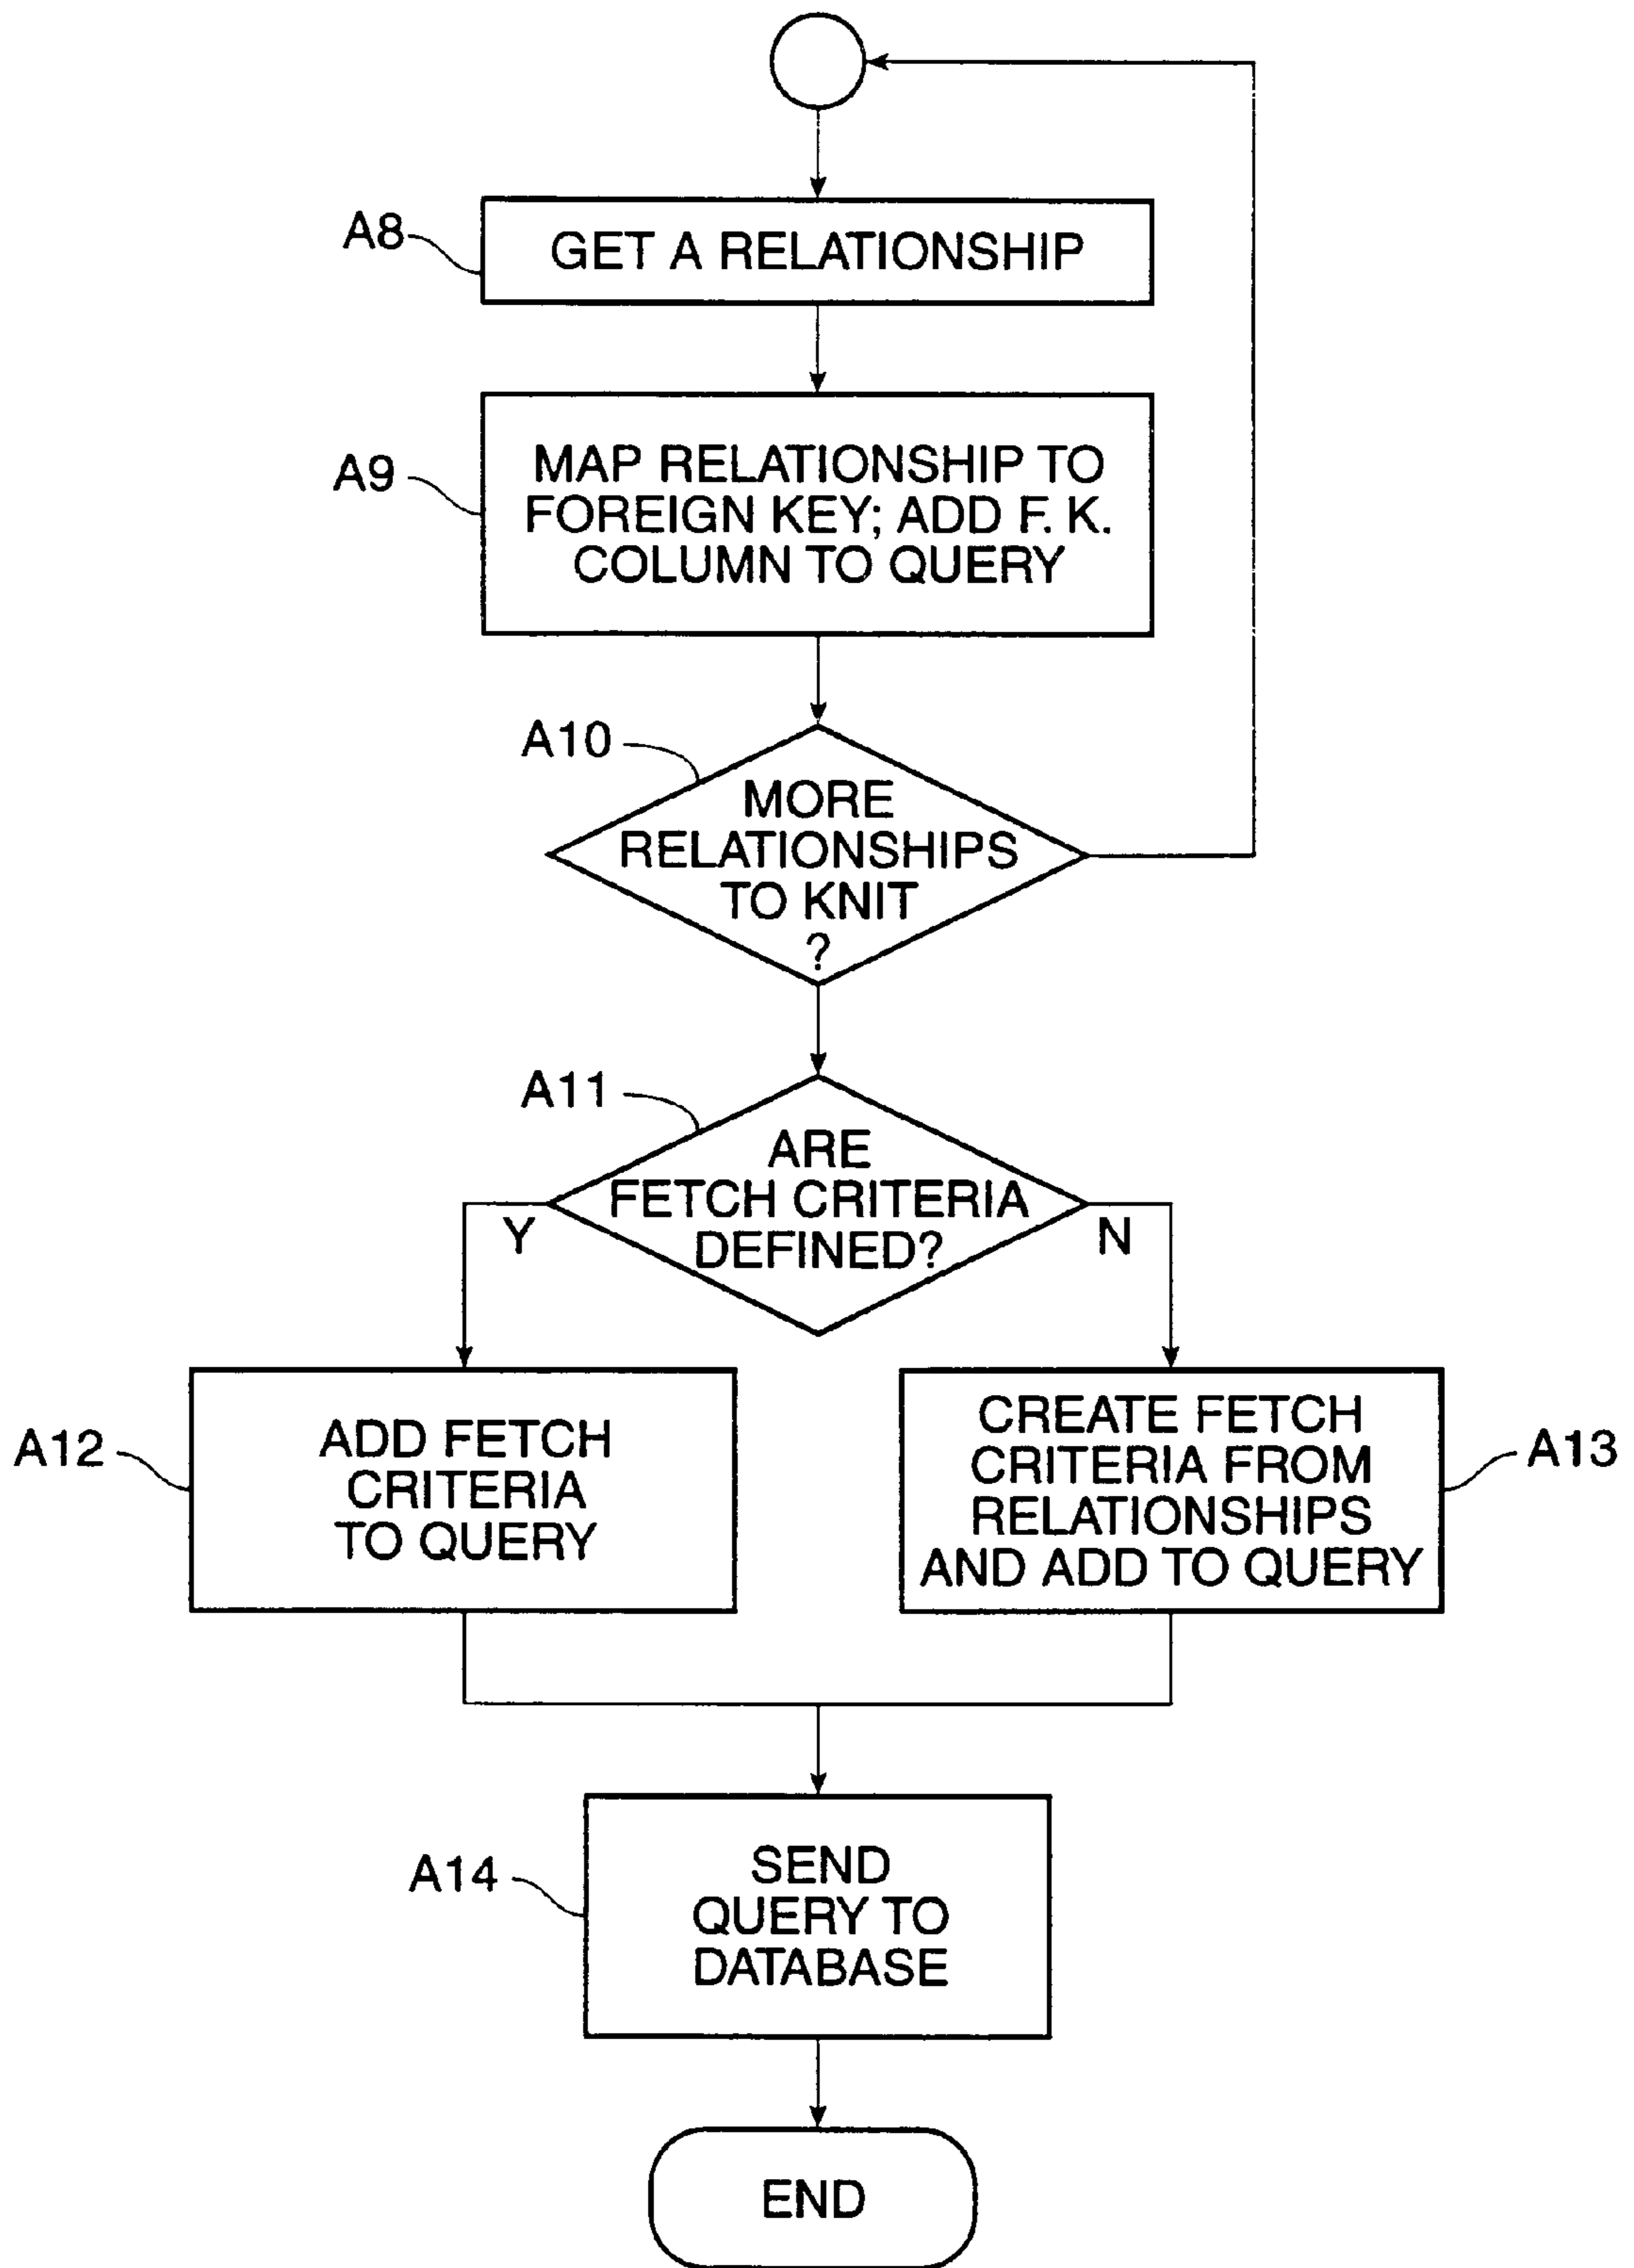 A8
GET A RELATIONSHIP
A9
MAP RELATIONSHIP TO
FOREIGN KEY; ADD F. K.
COLUMN TO QUERY
A10
MORE
RELATIONSHIPS
TO KNIT
?
A11
ARE
FETCH CRITERIA
DEFINED?
Y
N
A12
ADD FETCH
CRITERIA
TO QUERY
CREATE FETCH
CRITERIA FROM
RELATIONSHIPS
AND ADD TO QUERY
A13
A14
SEND
QUERY TO
DATABASE
END